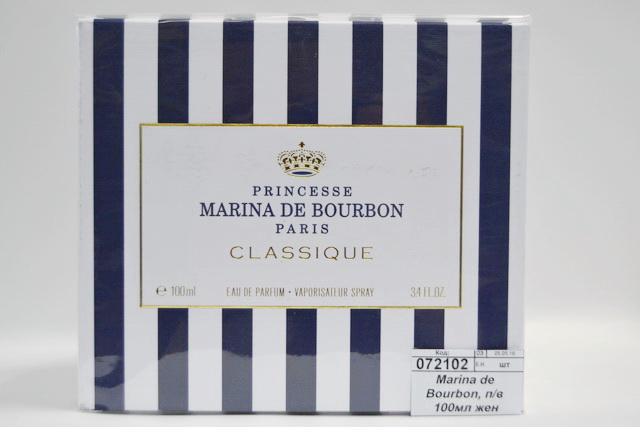 PRINCESSE
MARINA DE BOURBON
PARIS
CLASSIQUE
℮ 100ml EAU DE PARFUM • VAPORISATEUR SPRAY 3.4 FL.OZ.
Код: 03
072102 шт
Marina de
Bourbon, п/в
100мл жен